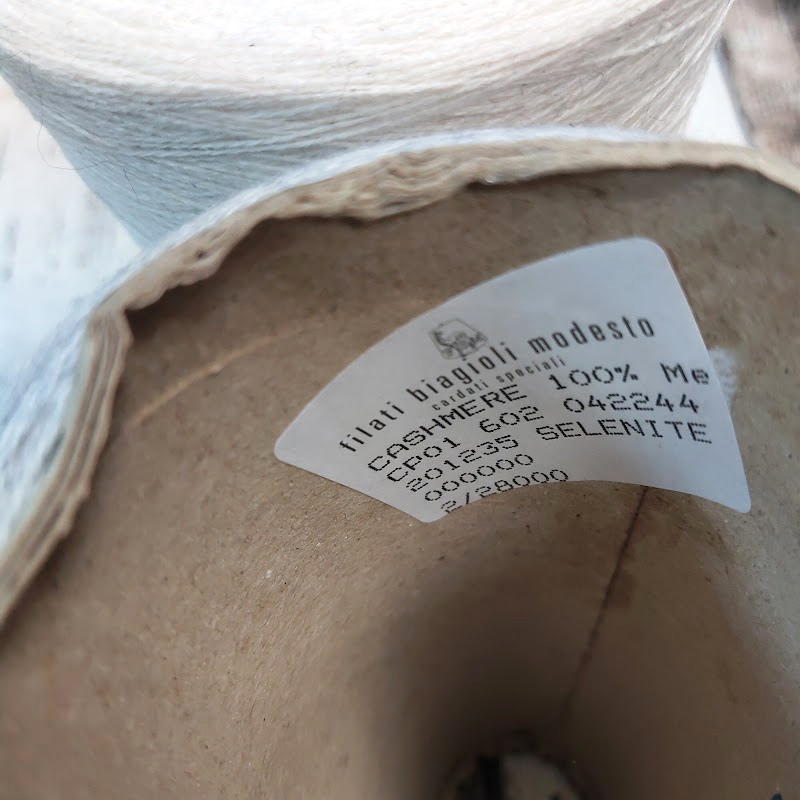 filati biagioli modesto
cardati speciali
CASHMERE 100% Me
CP01 602 042244
201235 SELENITE
000000
2/28000